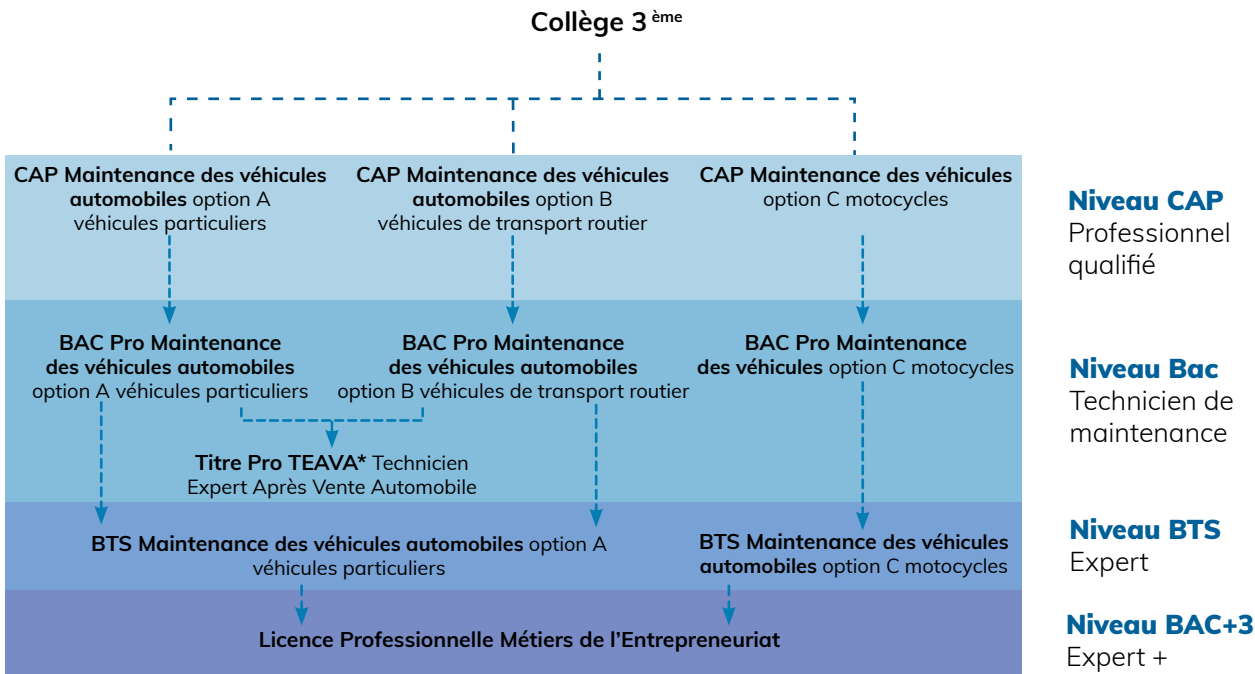 Collège 3ème
CAP Maintenance des véhicules
automobiles option A
véhicules particuliers
CAP Maintenance des véhicules
automobiles option B
véhicules de transport routier
CAP Maintenance des véhicules
option C motocycles
Niveau CAP
Professionnel
qualifié
BAC Pro Maintenance
des véhicules automobiles
option A véhicules particuliers
BAC Pro Maintenance
des véhicules automobiles
option B véhicules de transport routier
BAC Pro Maintenance
des véhicules option C motocycles
Niveau Bac
Technicien de
maintenance
Titre Pro TEAVA* Technicien
Expert Après Vente Automobile
BTS Maintenance des véhicules automobiles option A
véhicules particuliers
BTS Maintenance des véhicules
automobiles option C motocycles
Niveau BTS
Expert
Licence Professionnelle Métiers de l'Entrepreneuriat
Niveau BAC+3
Expert +